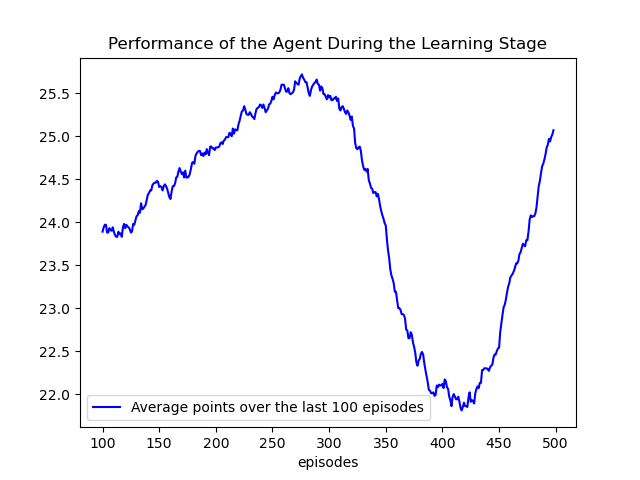 Performance of the Agent During the Learning Stage
25.5
25.0
24.5
24.0
23.5
23.0
22.5
22.0
Average points over the last 100 episodes
100 150 200 250 300 350 400 450 500
episodes